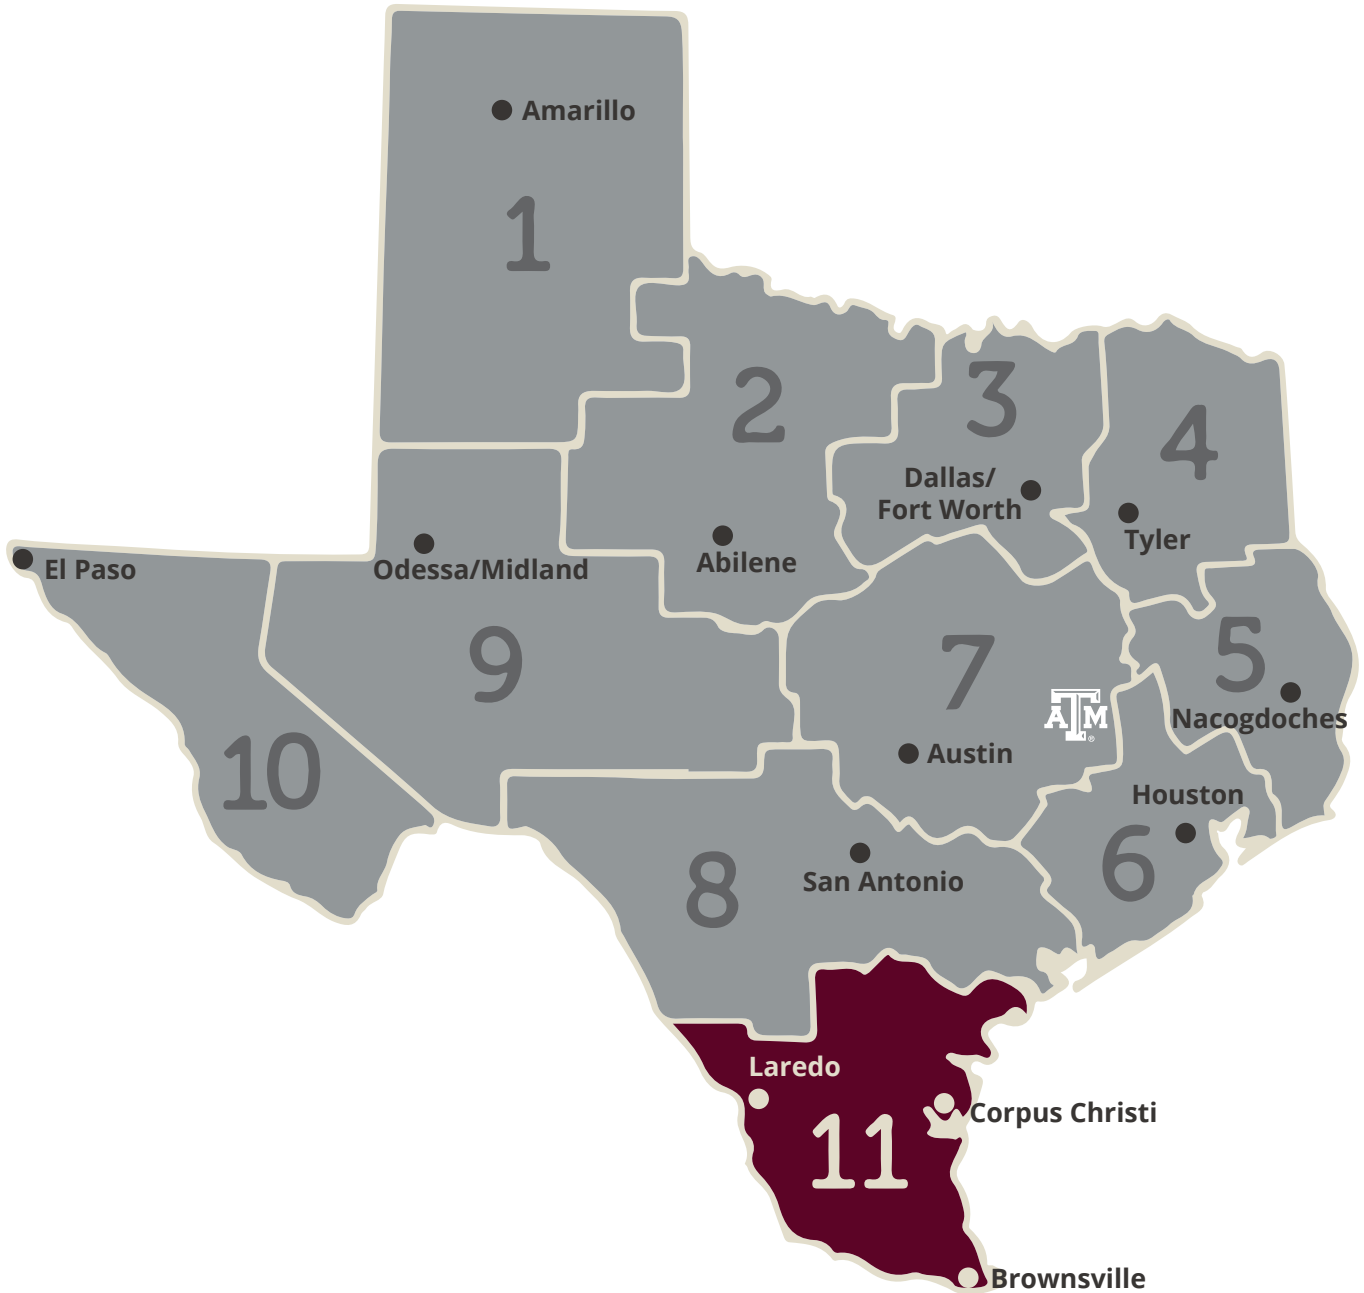 Amarillo
1
2
3
4
Dallas/
Fort Worth
Tyler
Abilene
El Paso
Odessa/Midland
9
7
5
Nacogdoches
ATM
®
Austin
10
Houston
6
8
San Antonio
Laredo
Corpus Christi
11
Brownsville